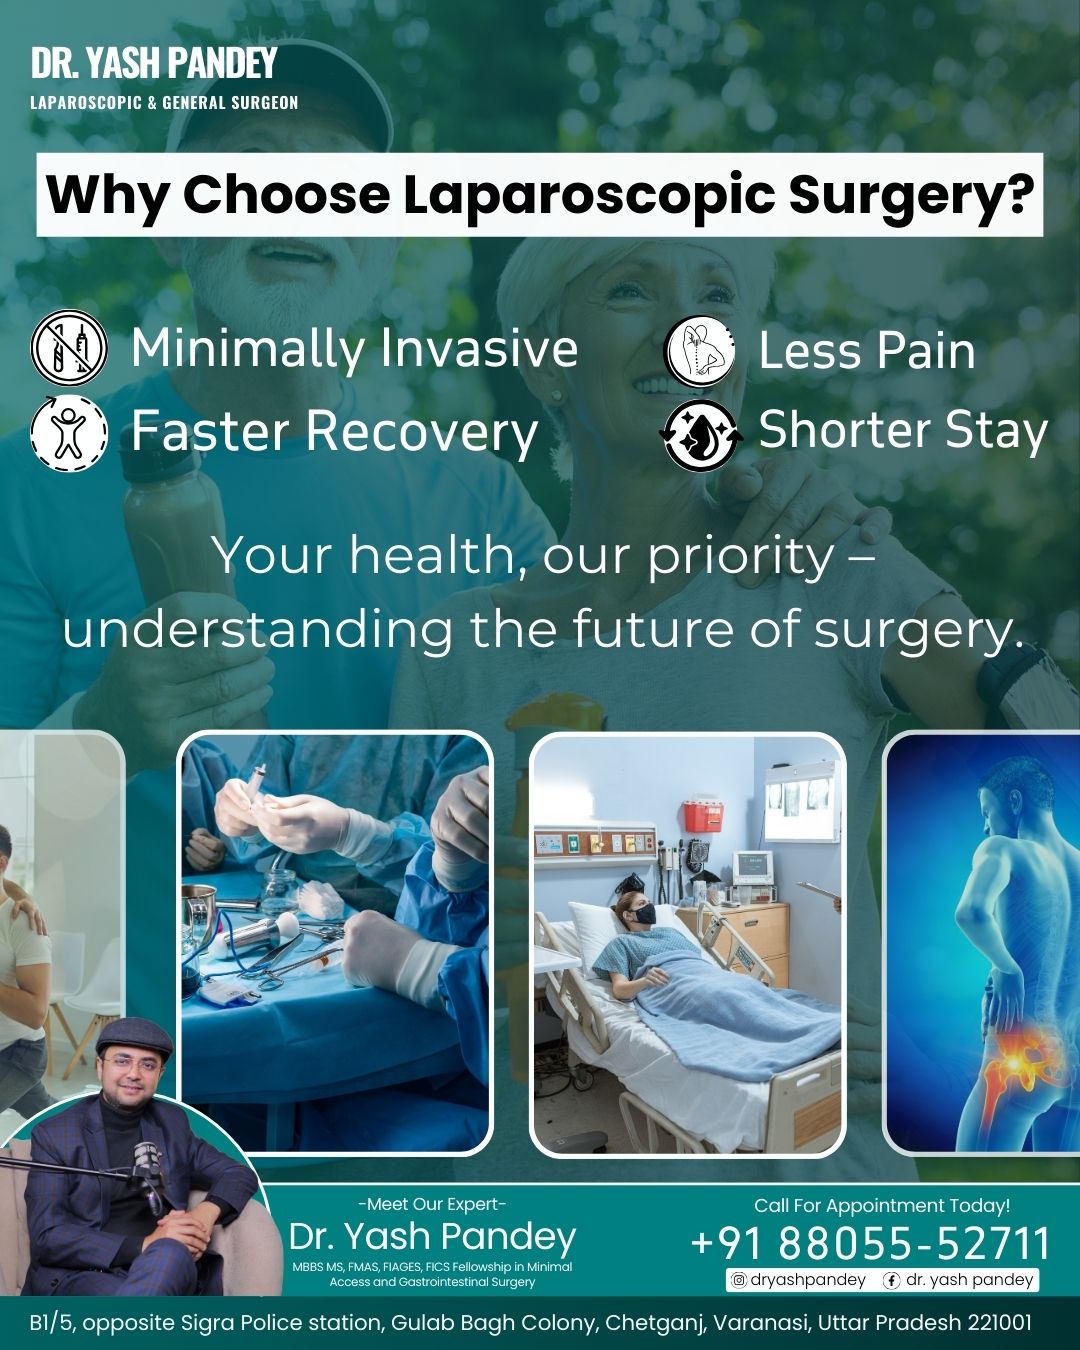 DR. YASH PANDEY
LAPAROSCOPIC & GENERAL SURGEON
Why Choose Laparoscopic Surgery?
Minimally Invasive
Less Pain
Faster Recovery
Shorter Stay
Your health, our priority –
understanding the future of surgery.
-Meet Our Expert-
Dr. Yash Pandey
MBBS MS, FMAS, FIAGES, FICS Fellowship in Minimal
Access and Gastrointestinal Surgery
Call For Appointment Today!
+91 88055-52711
dryashpandey
dr. yash pandey
B1/5, opposite Sigra Police station, Gulab Bagh Colony, Chetganj, Varanasi, Uttar Pradesh 221001